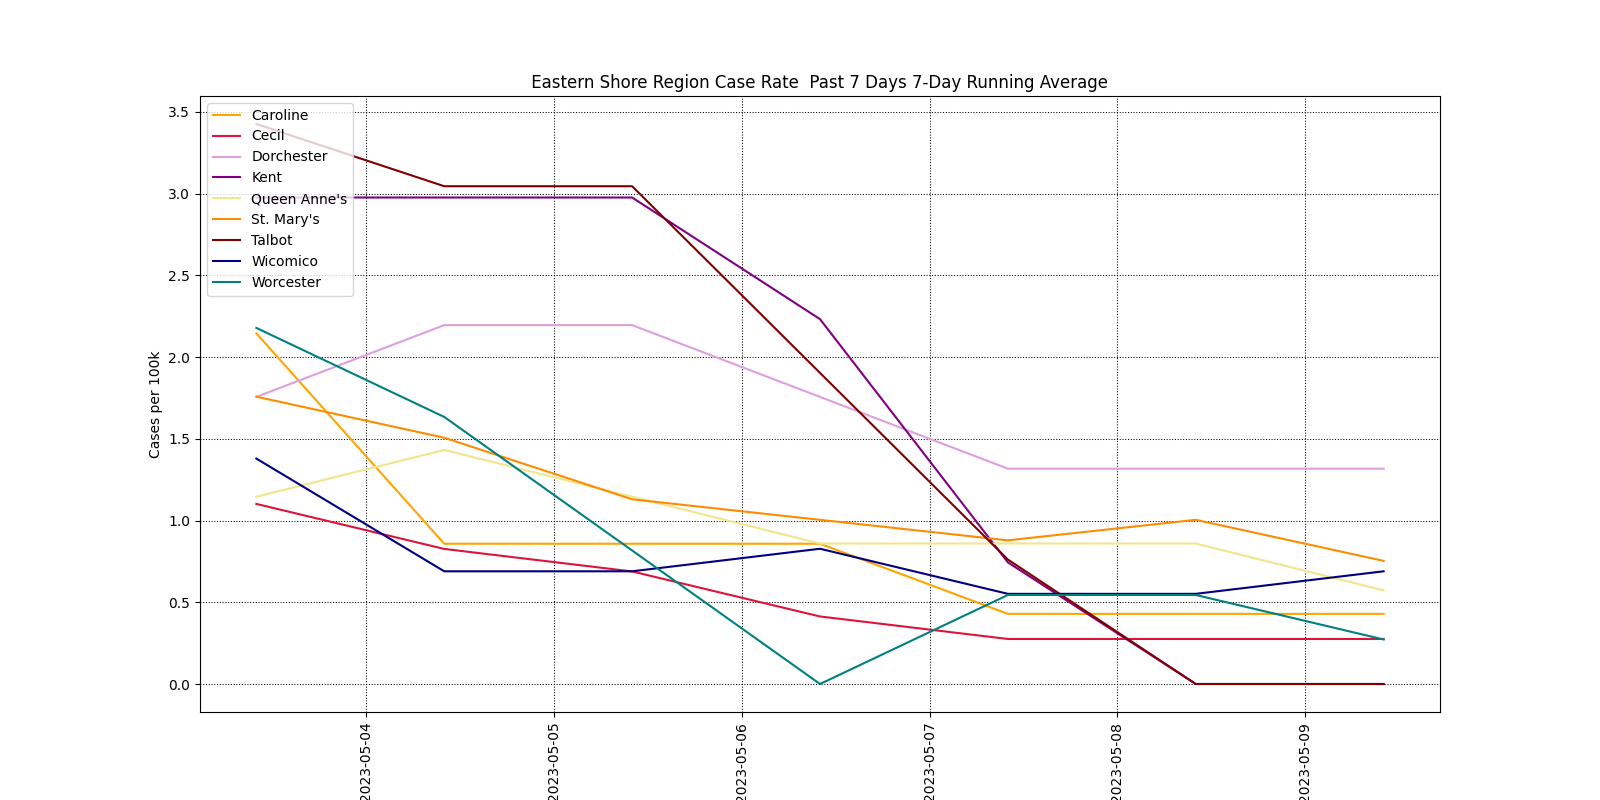 Eastern Shore Region Case Rate  Past 7 Days 7-Day Running Average
Caroline
Cecil
Dorchester
Kent
Queen Anne's
St. Mary's
Talbot
Wicomico
Worcester
3.5
3.0
2.5
2.0
1.5
1.0
0.5
0.0
Cases per 100k
2023-05-04
2023-05-05
2023-05-06
2023-05-07
2023-05-08
2023-05-09